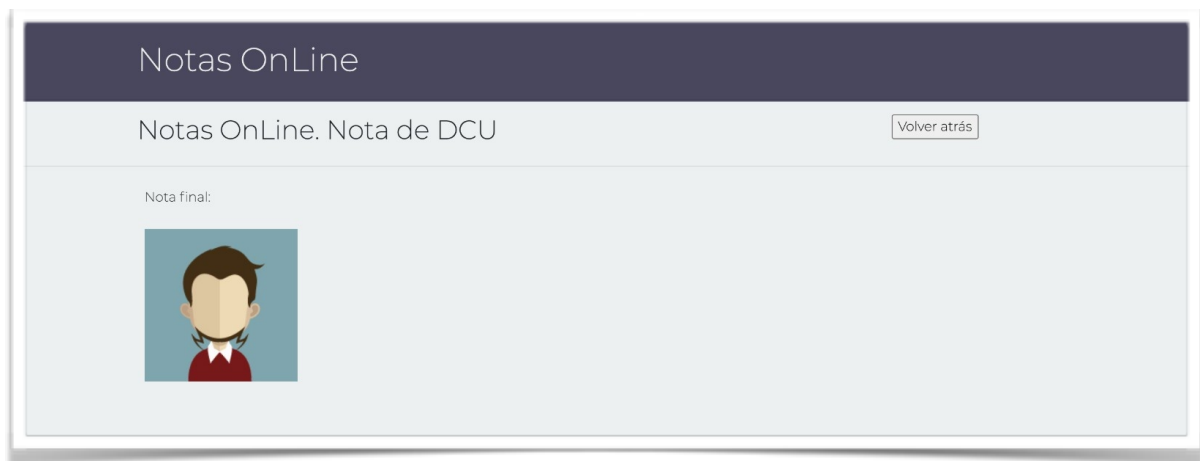 Notas OnLine
Notas OnLine. Nota de DCU
Volver atrás
Nota final: